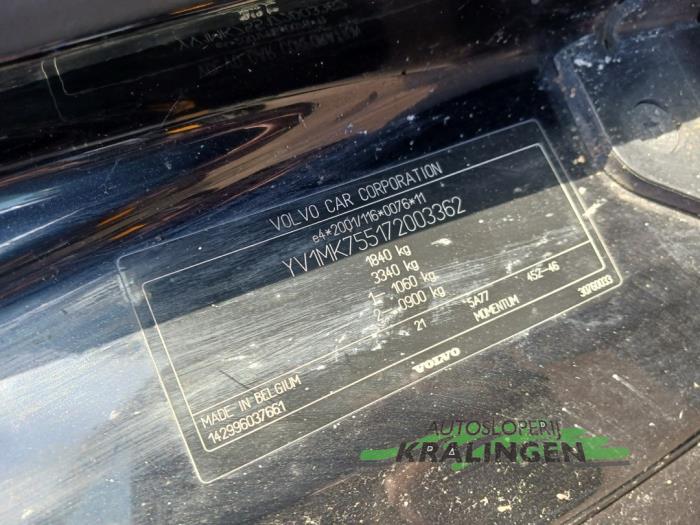 VOLVO CAR CORPORATION
e4*2001/116*0076*11
YV1MK755172003362
1840 kg
3340 kg
1- 1060 kg
2- 0900 kg
21 5A77 452-46
MOMENTUM 30760033
MADE IN BELGIUM
142996037661
VOLVO
AUTOSLOPERIJ
KRALINGEN